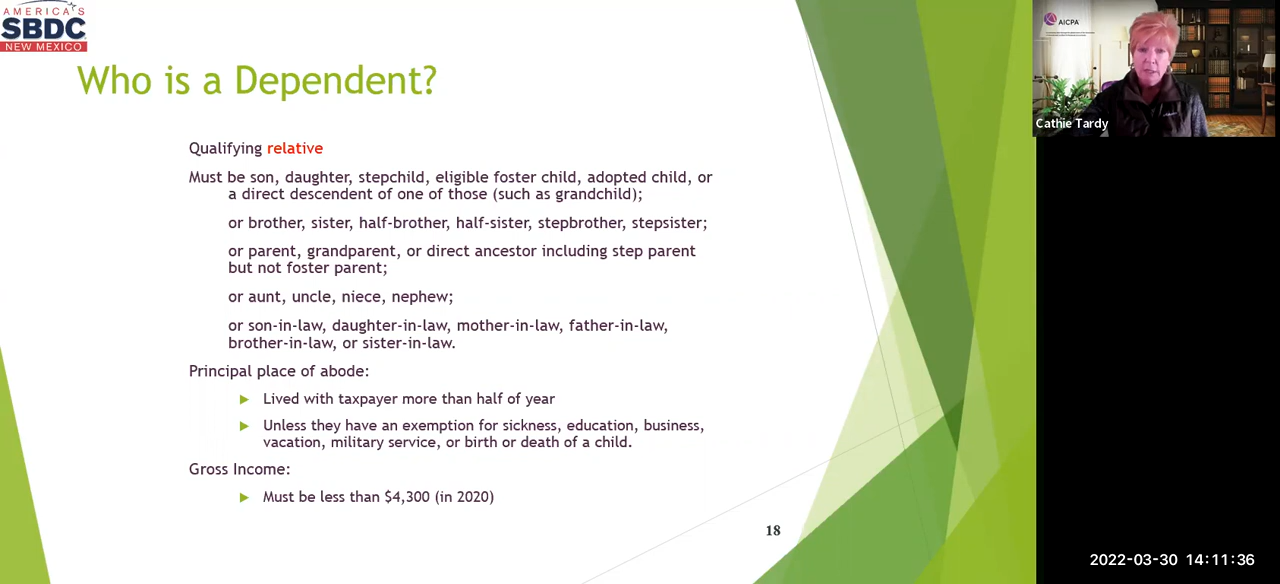 AMERICA'S
SBDC
NEW MEXICO
Who is a Dependent?
Qualifying relative
Must be son, daughter, stepchild, eligible foster child, adopted child, or
a direct descendent of one of those (such as grandchild);
or brother, sister, half-brother, half-sister, stepbrother, stepsister;
or parent, grandparent, or direct ancestor including step parent
but not foster parent;
or aunt, uncle, niece, nephew;
or son-in-law, daughter-in-law, mother-in-law, father-in-law,
brother-in-law, or sister-in-law.
Principal place of abode:
Lived with taxpayer more than half of year
Unless they have an exemption for sickness, education, business,
vacation, military service, or birth or death of a child.
Gross Income:
Must be less than $4,300 (in 2020)
18
AICPA
Cathie Tardy
2022-03-30 14:11:36